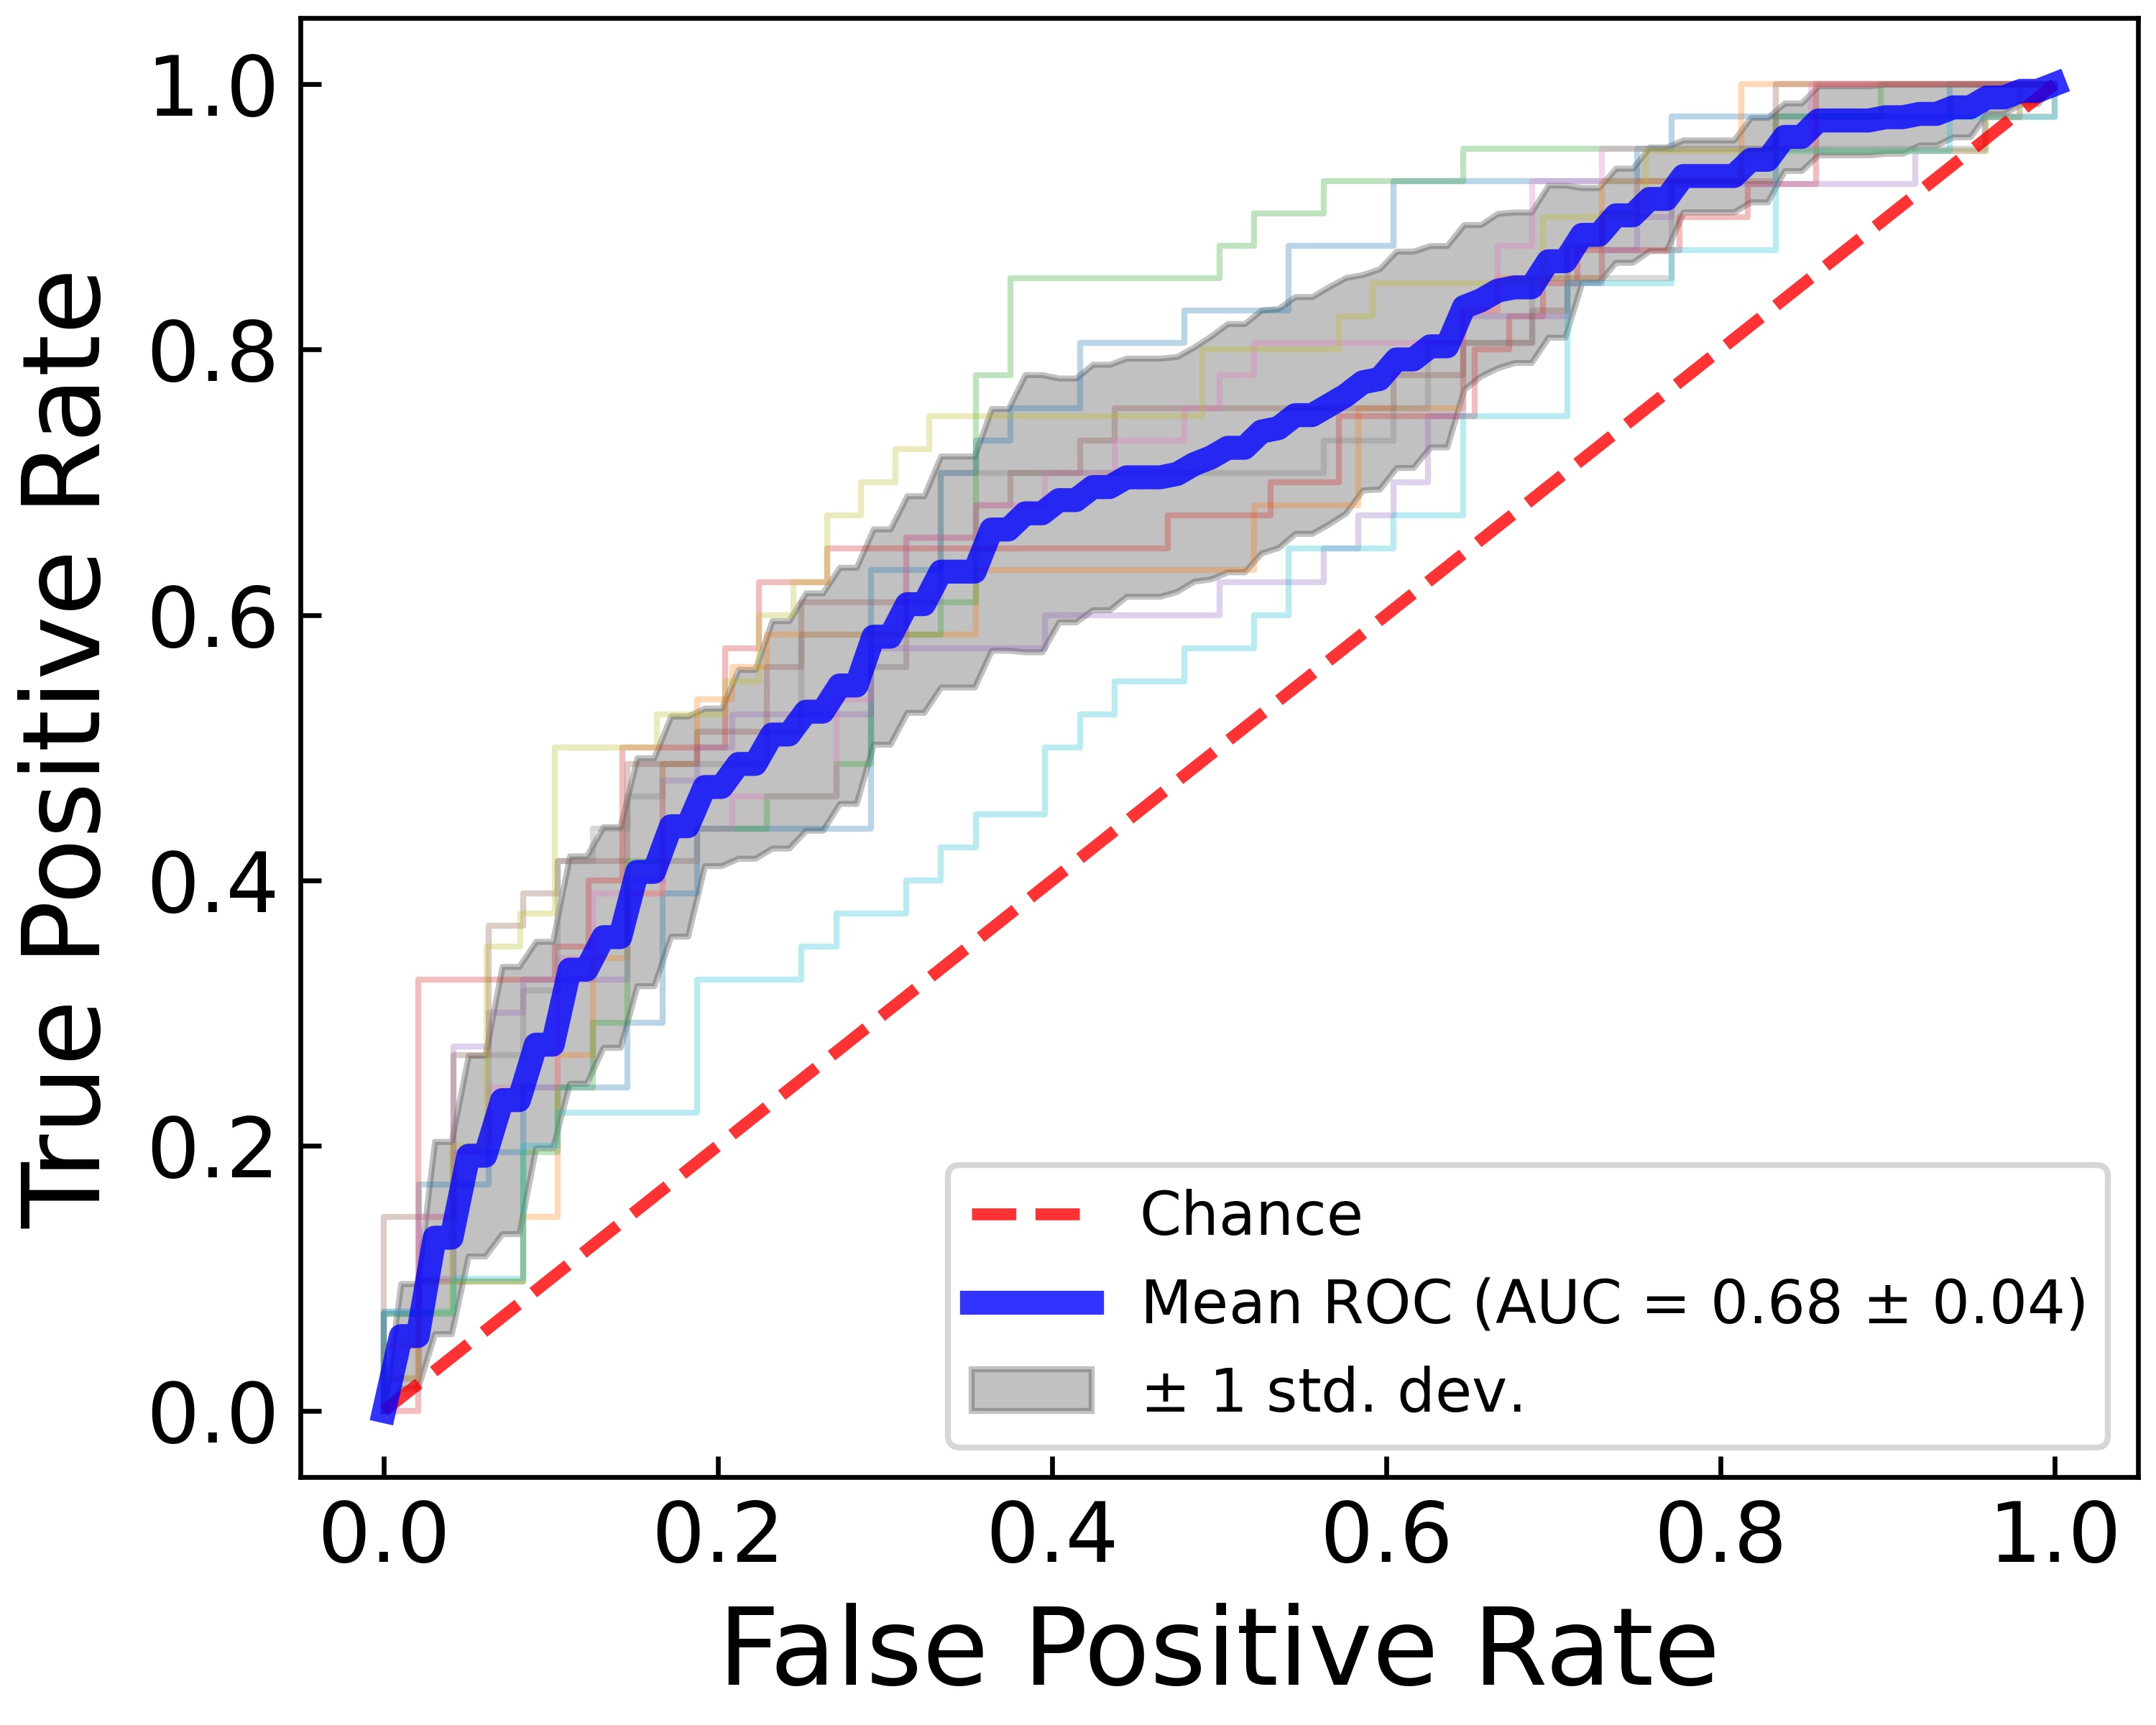 True Positive Rate
1.0
0.8
0.6
0.4
0.2
0.0
Chance
Mean ROC (AUC = 0.68 ± 0.04)
± 1 std. dev.
0.0 0.2 0.4 0.6 0.8 1.0
False Positive Rate